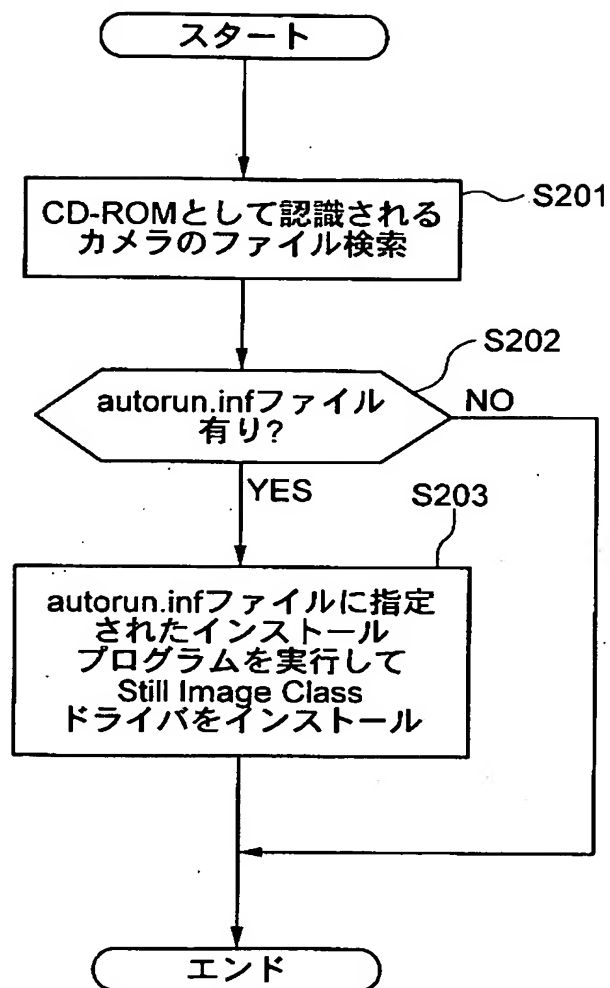 スタート
CD-ROMとして認識される
カメラのファイル検索
S201
autorun.infファイル
有り?
S202
NO
YES
S203
autorun.infファイルに指定
されたインストール
プログラムを実行して
Still Image Class
ドライバをインストール
エンド